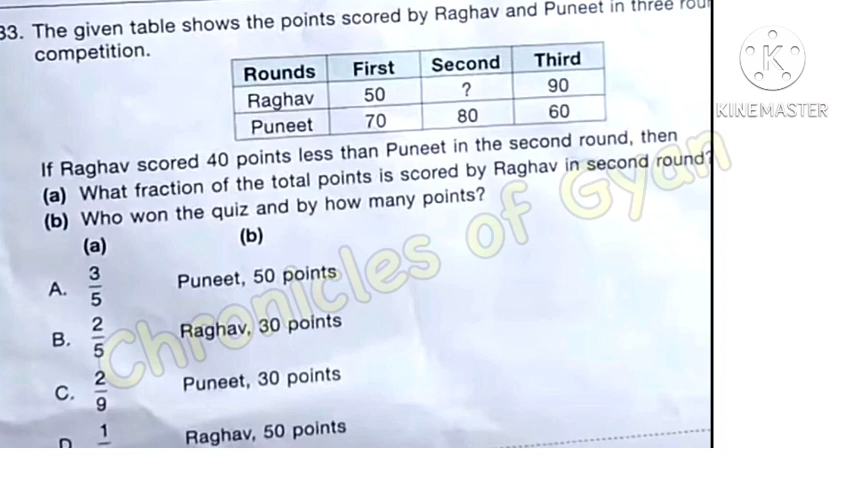 33. The given table shows the points scored by Raghav and Puneet in three
competition.
Rounds First Second Third
Raghav 50 ? 90
Puneet 70 80 60
If Raghav scored 40 points less than Puneet in the second round, then
(a) What fraction of the total points is scored by Raghav in second round?
(b) Who won the quiz and by how many points?
(a) (b)
A. 3/5 Puneet, 50 points
B. 2/5 Raghav, 30 points
C. 2/9 Puneet, 30 points
D 1 Raghav, 50 points
Chronicles of Gyan
K
KINEMASTER